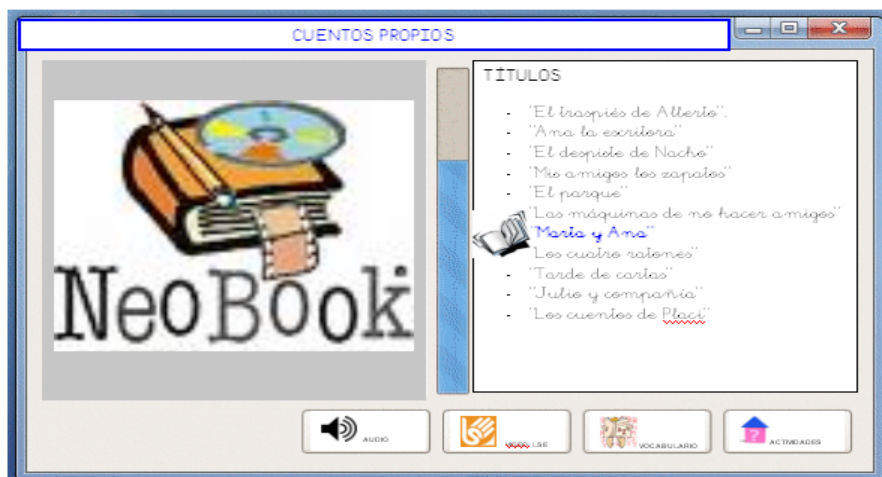 CUENTOS PROPIOS
TÍTULOS
- "El traspiés de Alberto".
- "Ana la escritora"
- "El despiste de Nacho"
- "Mis amigos los zapatos"
- "El parque"
"Las máquinas de no hacer amigos"
"María y Ana"
"Los cuatro ratones"
- "Tarde de cartas"
- "Julio y compañía"
- "Los cuentos de Placi"
NeoBook
AUDIO
VIDEO LSE
VOCABULARIO
? ACTIVIDADES